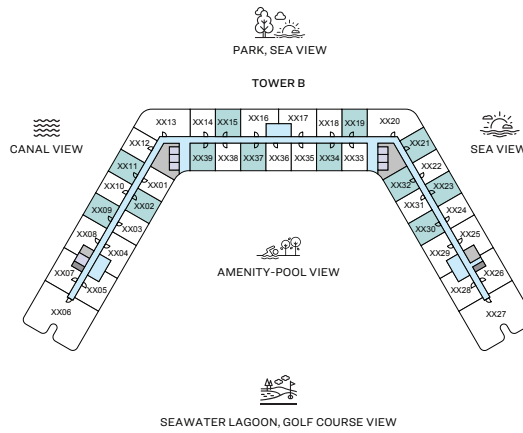 PARK, SEA VIEW
TOWER B
CANAL VIEW
SEA VIEW
XX13
XX14
XX15
XX16
XX17
XX18
XX19
XX20
XX12
XX11
XX10
XX09
XX08
XX07
XX06
XX01
XX02
XX03
XX04
XX05
XX39
XX38
XX37
XX36
XX35
XX34
XX33
XX21
XX22
XX23
XX24
XX25
XX26
XX27
XX32
XX31
XX30
XX29
XX28
AMENITY-POOL VIEW
SEAWATER LAGOON, GOLF COURSE VIEW